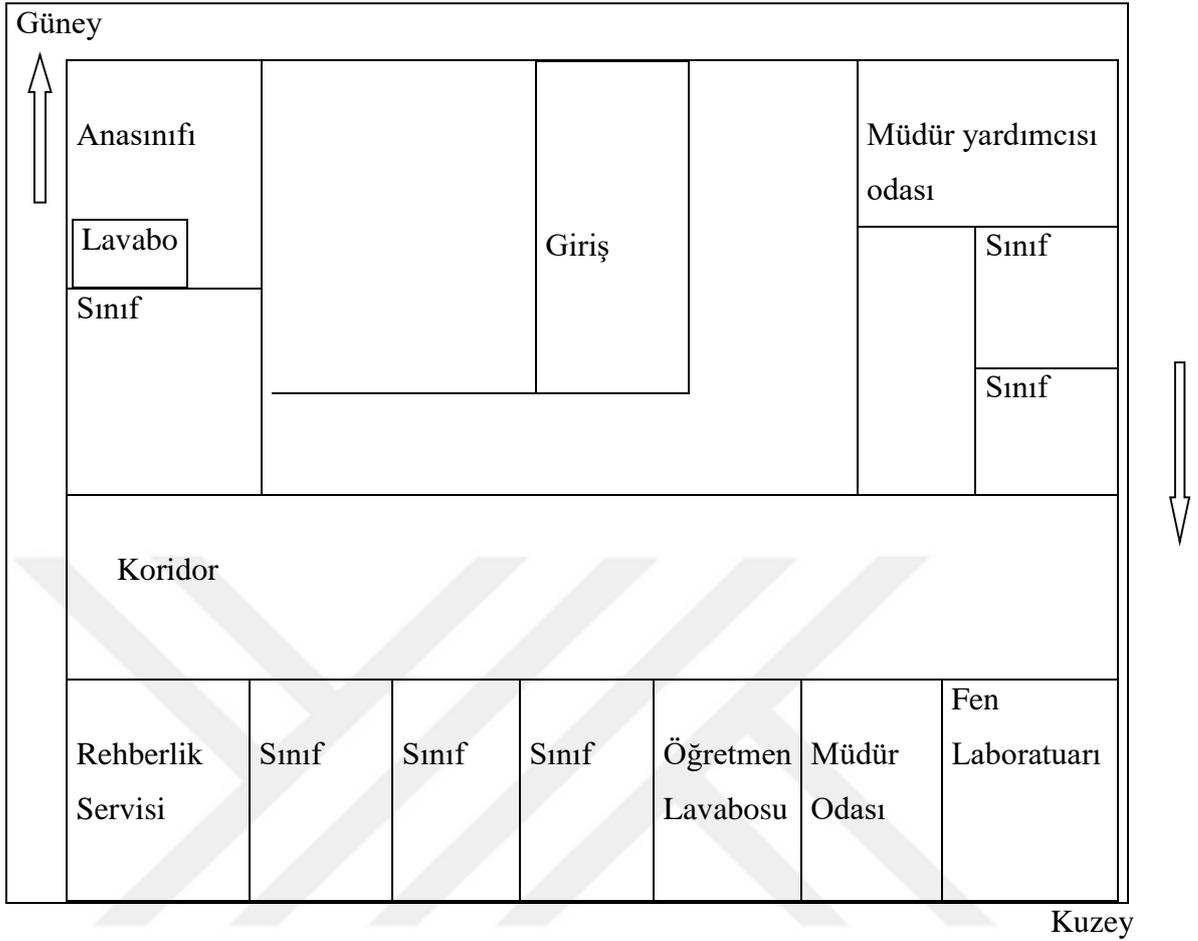 Güney
Anasınıfı
Müdür yardımcısı
odası
Lavabo
Giriş
Sınıf
Sınıf
Sınıf
Koridor
Rehberlik
Servisi
Sınıf
Sınıf
Sınıf
Öğretmen
Lavabosu
Müdür
Odası
Fen
Laboratuarı
Kuzey